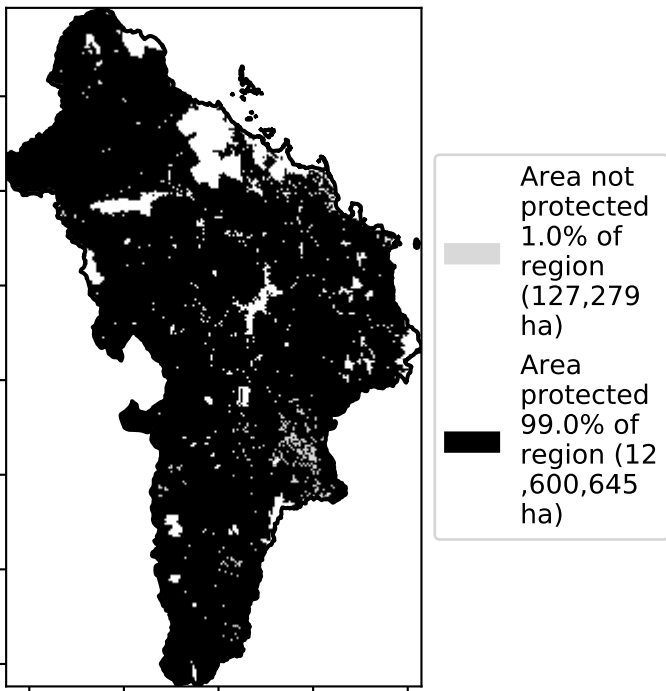 Area not
protected
1.0% of
region
(127,279
ha)
Area
protected
99.0% of
region (12
,600,645
ha)